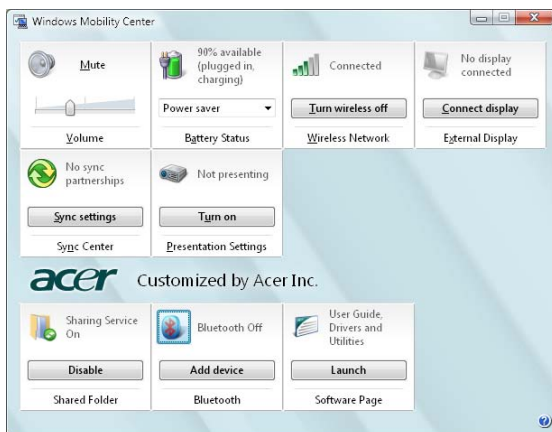 Windows Mobility Center
Mute
Volume
90% available
(plugged in,
charging)
Power saver
Battery Status
Connected
Turn wireless off
Wireless Network
No display
connected
Connect display
External Display
No sync
partnerships
Sync settings
Sync Center
Not presenting
Turn on
Presentation Settings
acer Customized by Acer Inc.
Sharing Service
On
Disable
Shared Folder
Bluetooth Off
Add device
Bluetooth
User Guide,
Drivers and
Utilities
Launch
Software Page